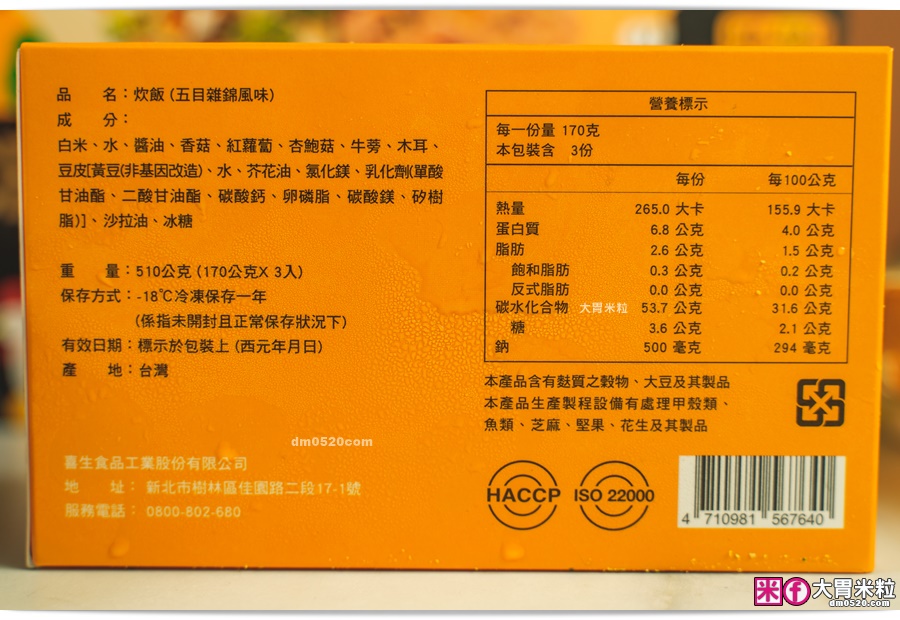 品 名：炊飯 (五目雜錦風味)
成 分：
白米、水、醬油、香菇、紅蘿蔔、杏鮑菇、牛蒡、木耳、
豆皮[黃豆(非基因改造)、水、芥花油、氯化鎂、乳化劑(單酸
甘油酯、二酸甘油酯、碳酸鈣、卵磷脂、碳酸鎂、矽樹
脂)]、沙拉油、冰糖
重 量：510公克 (170公克X 3入)
保存方式：-18℃冷凍保存一年
(係指未開封且正常保存狀況下)
有效日期：標示於包裝上 (西元年月日)
產 地：台灣
dm0520com
喜生食品工業股份有限公司
地 址： 新北市樹林區佳園路二段17-1號
服務電話： 0800-802-680
營養標示
每一份量 170克
本包裝含 3份
每份 每100公克
熱量 265.0 大卡 155.9 大卡
蛋白質 6.8 公克 4.0 公克
脂肪 2.6 公克 1.5 公克
飽和脂肪 0.3 公克 0.2 公克
反式脂肪 0.0 公克 0.0 公克
碳水化合物 大胃米粒 53.7 公克 31.6 公克
糖 3.6 公克 2.1 公克
鈉 500 毫克 294 毫克
本產品含有麩質之穀物、大豆及其製品
本產品生產製程設備有處理甲殼類、
魚類、芝麻、堅果、花生及其製品
HACCP ISO 22000
4 710981 567640
米 f 大胃米粒
dm0520.com